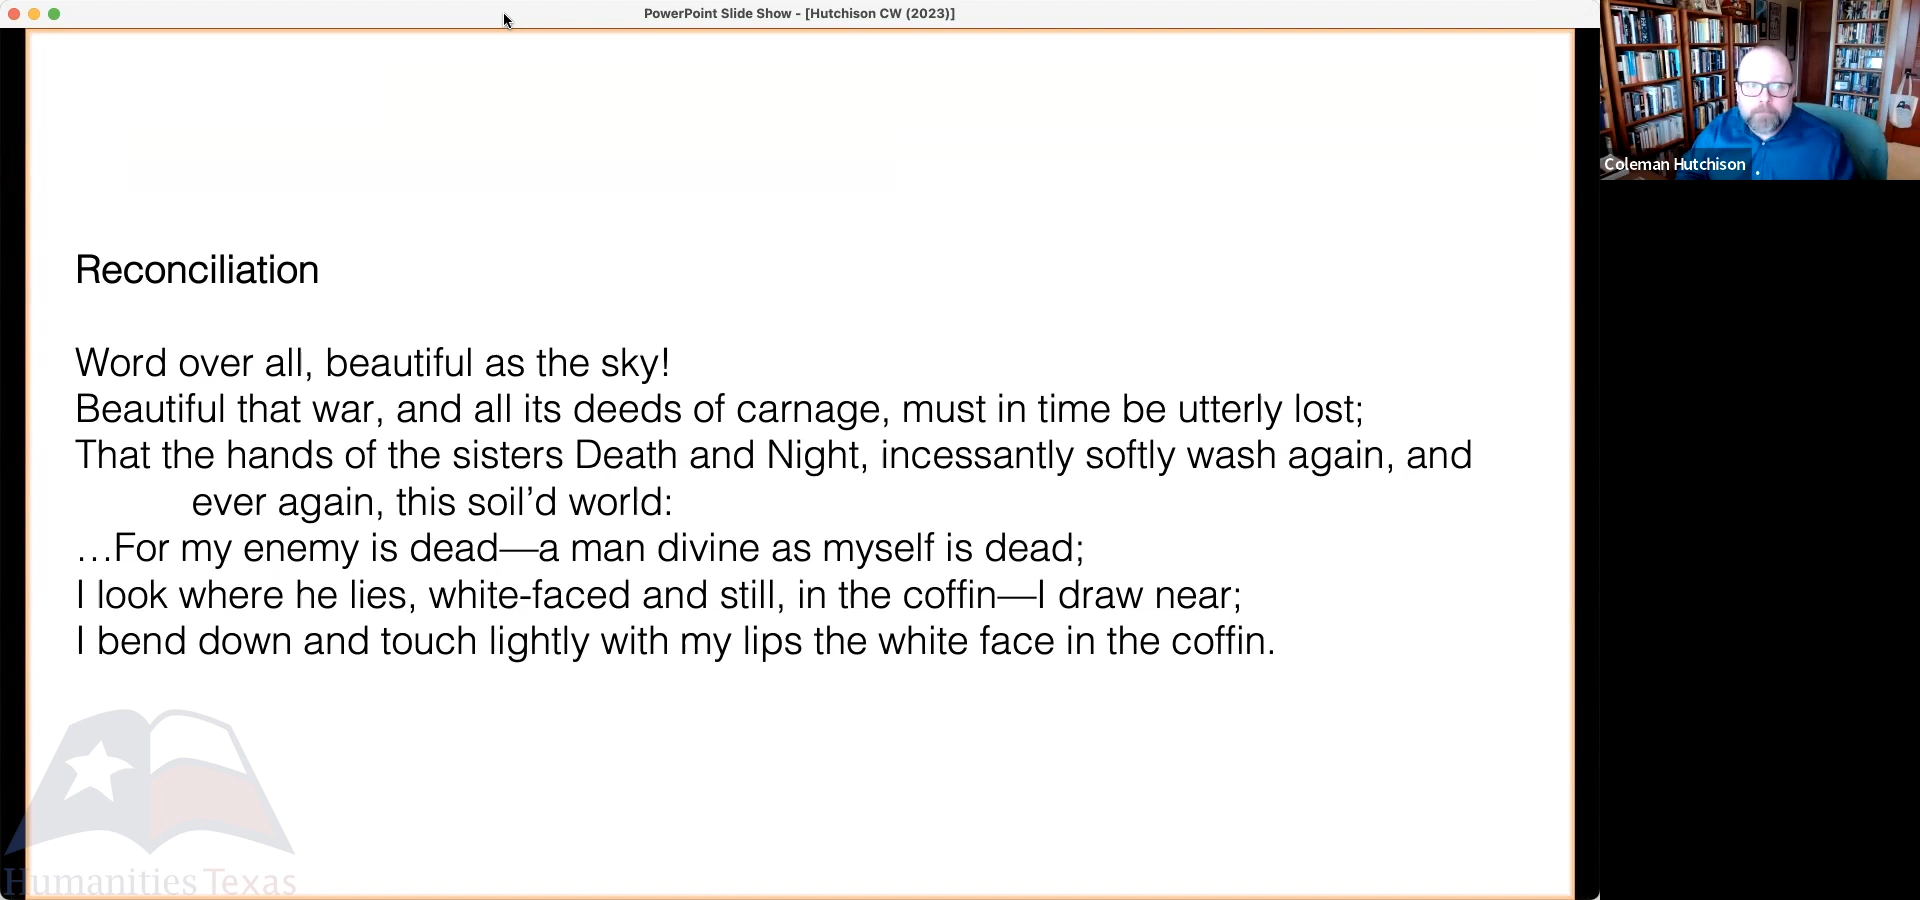 PowerPoint Slide Show - [Hutchison CW (2023)]
Coleman Hutchison
Reconciliation
Word over all, beautiful as the sky!
Beautiful that war, and all its deeds of carnage, must in time be utterly lost;
That the hands of the sisters Death and Night, incessantly softly wash again, and
ever again, this soil’d world:
…For my enemy is dead—a man divine as myself is dead;
I look where he lies, white-faced and still, in the coffin—I draw near;
I bend down and touch lightly with my lips the white face in the coffin.
Humanities Texas